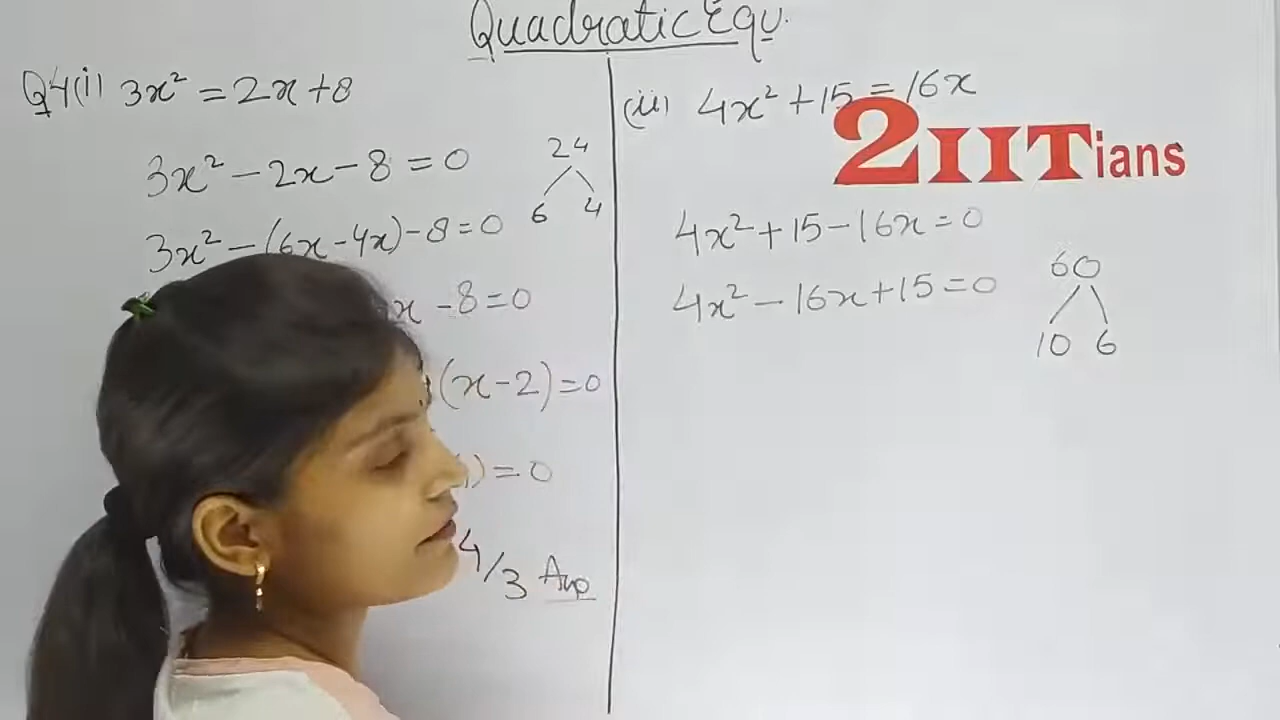 Quadratic Equ.
Q4(i) 3x² = 2x + 8
3x² - 2x - 8 = 0
24
6 4
3x² - (6x - 4x) - 8 = 0
x - 8 = 0
(x - 2) = 0
) = 0
4/3 Ans
(ii) 4x² + 15 = 16x
2IITians
4x² + 15 - 16x = 0
4x² - 16x + 15 = 0
60
10 6